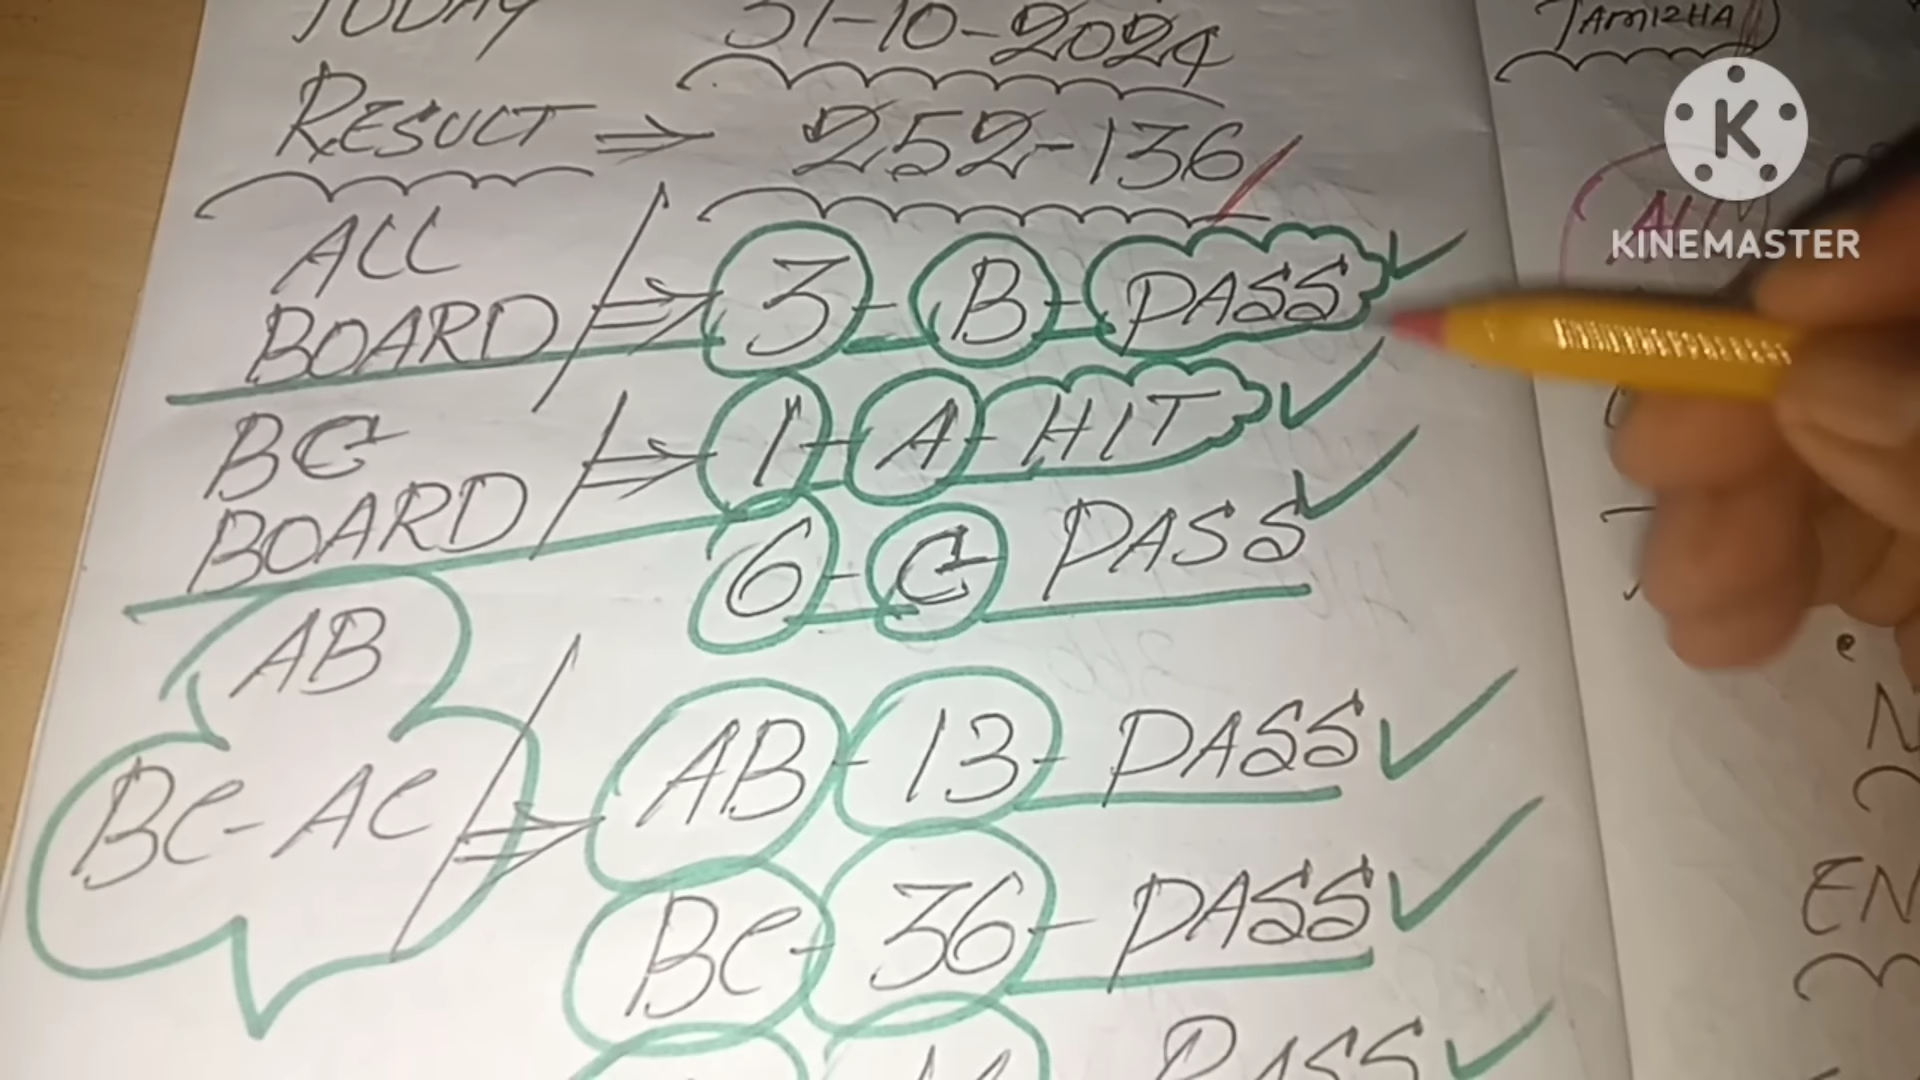 TODAY 31-10-2024
RESULT ⇒ 252-136
ALL
BOARD ⇒ 3 - B - PASS ✓
BC
BOARD ⇒ 1 - A - HIT ✓
6 - C - PASS ✓
AB
BC - AC ⇒ AB - 13 - PASS ✓
BC - 36 - PASS ✓
PASS ✓
TAMIZHA
KINEMASTER
EN